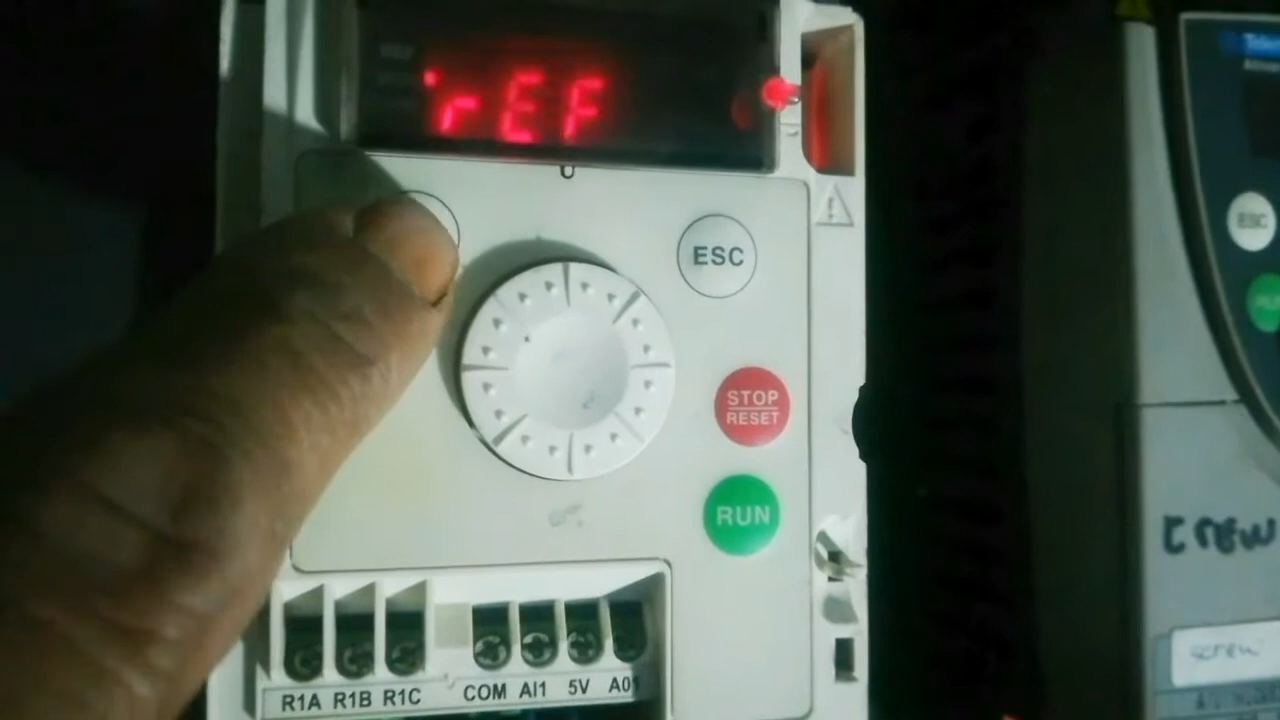 rEF
ESC
STOP
RESET
RUN
R1A R1B R1C
COM AI1 5V AO1
ESC
screw